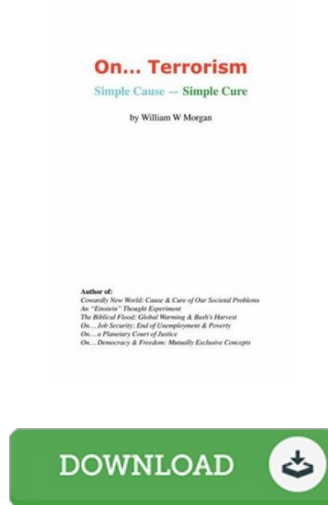 On... Terrorism
Simple Cause — Simple Cure
by William W Morgan
Author of:
Cowardly New World: Cause & Cure of Our Societal Problems
An "Einstein" Thought Experiment
The Biblical Flood: Global Warming & Bush's Harvest
On... Job Security: End of Unemployment & Poverty
On... a Planetary Court of Justice
On... Democracy & Freedom: Mutually Exclusive Concepts
DOWNLOAD